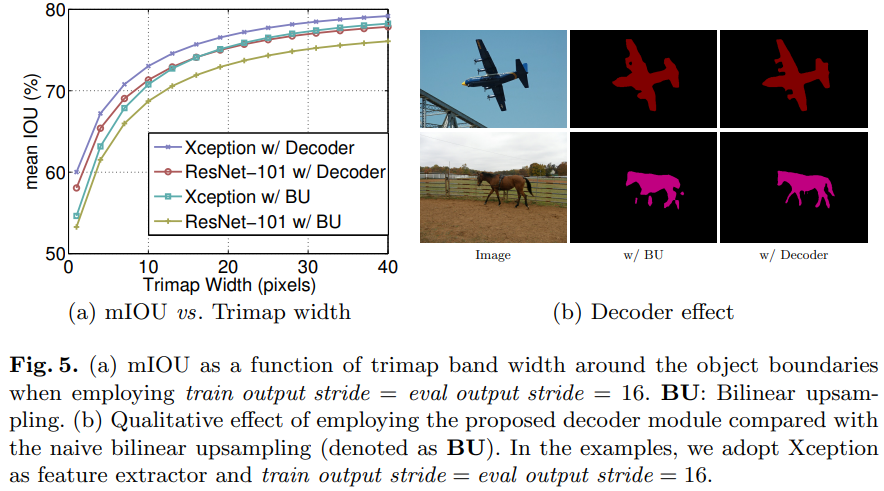 80
70
60
50
mean IOU (%)
Xception w/ Decoder
ResNet−101 w/ Decoder
Xception w/ BU
ResNet−101 w/ BU
0 10 20 30 40
Trimap Width (pixels)
(a) mIOU vs. Trimap width
Image w/ BU w/ Decoder
(b) Decoder effect
Fig. 5. (a) mIOU as a function of trimap band width around the object boundaries
when employing train output stride = eval output stride = 16. BU: Bilinear upsam-
pling. (b) Qualitative effect of employing the proposed decoder module compared with
the naive bilinear upsampling (denoted as BU). In the examples, we adopt Xception
as feature extractor and train output stride = eval output stride = 16.